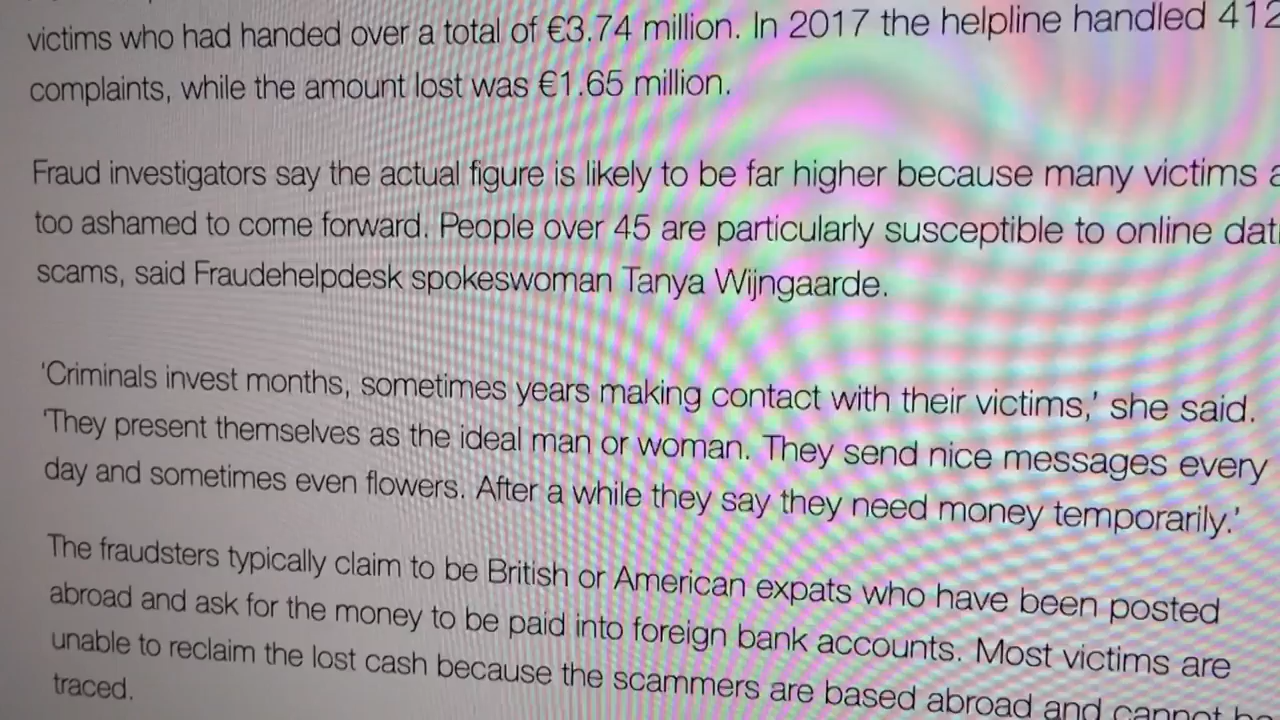 victims who had handed over a total of €3.74 million. In 2017 the helpline handled 412
complaints, while the amount lost was €1.65 million.
Fraud investigators say the actual figure is likely to be far higher because many victims
too ashamed to come forward. People over 45 are particularly susceptible to online
scams, said Fraudehelpdesk spokeswoman Tanya Wijngaarde.
'Criminals invest months, sometimes years making contact with their victims,' she said.
'They present themselves as the ideal man or woman. They send nice messages every
day and sometimes even flowers. After a while they say they need money temporarily.'
The fraudsters typically claim to be British or American expats who have been posted
abroad and ask for the money to be paid into foreign bank accounts. Most victims are
unable to reclaim the lost cash because the scammers are based abroad and cannot be
traced.